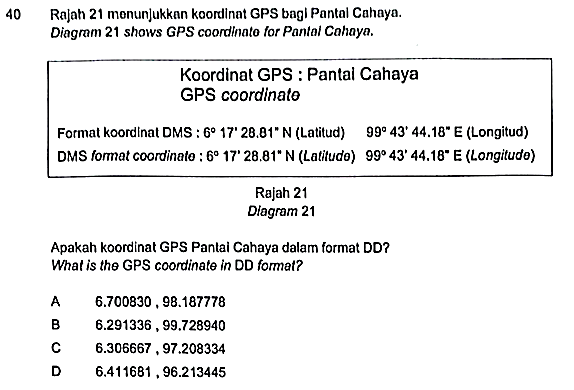 40 Rajah 21 menunjukkan koordinat GPS bagi Pantai Cahaya.
Diagram 21 shows GPS coordinate for Pantai Cahaya.
Koordinat GPS : Pantai Cahaya
GPS coordinate
Format koordinat DMS : 6° 17' 28.81" N (Latitud) 99° 43' 44.18" E (Longitud)
DMS format coordinate : 6° 17' 28.81" N (Latitude) 99° 43' 44.18" E (Longitude)
Rajah 21
Diagram 21
Apakah koordinat GPS Pantai Cahaya dalam format DD?
What is the GPS coordinate in DD format?
A 6.700830 , 98.187778
B 6.291336 , 99.728940
C 6.306667 , 97.208334
D 6.411681 , 96.213445